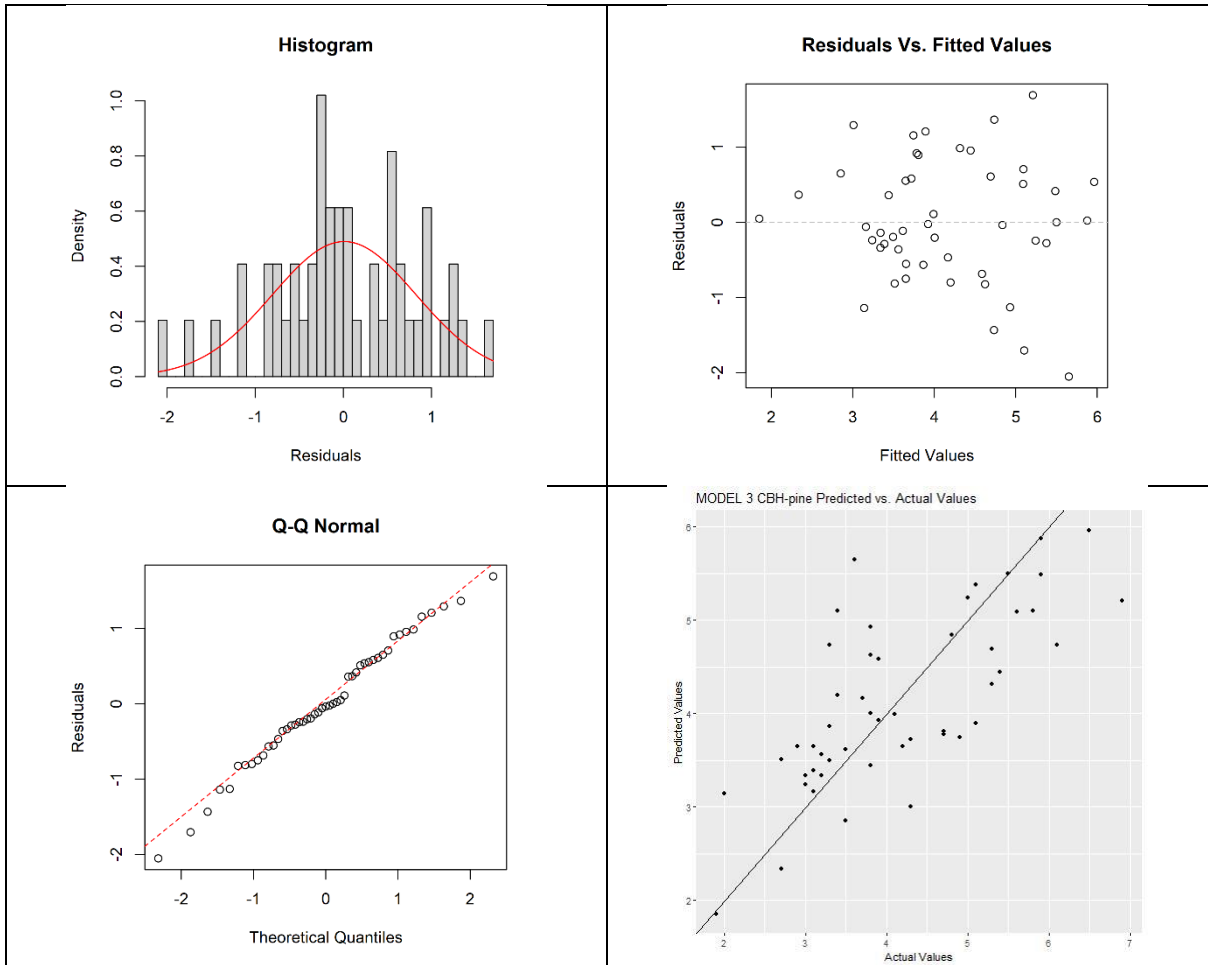 Histogram
1.0
0.8
0.6
0.4
0.2
0.0
Density
-2 -1 0 1
Residuals
Residuals Vs. Fitted Values
1
0
-1
-2
Residuals
2 3 4 5 6
Fitted Values
Q-Q Normal
1
0
-1
-2
Residuals
-2 -1 0 1 2
Theoretical Quantiles
MODEL 3 CBH-pine Predicted vs. Actual Values
6
5
4
3
2
Predicted Values
2 3 4 5 6 7
Actual Values